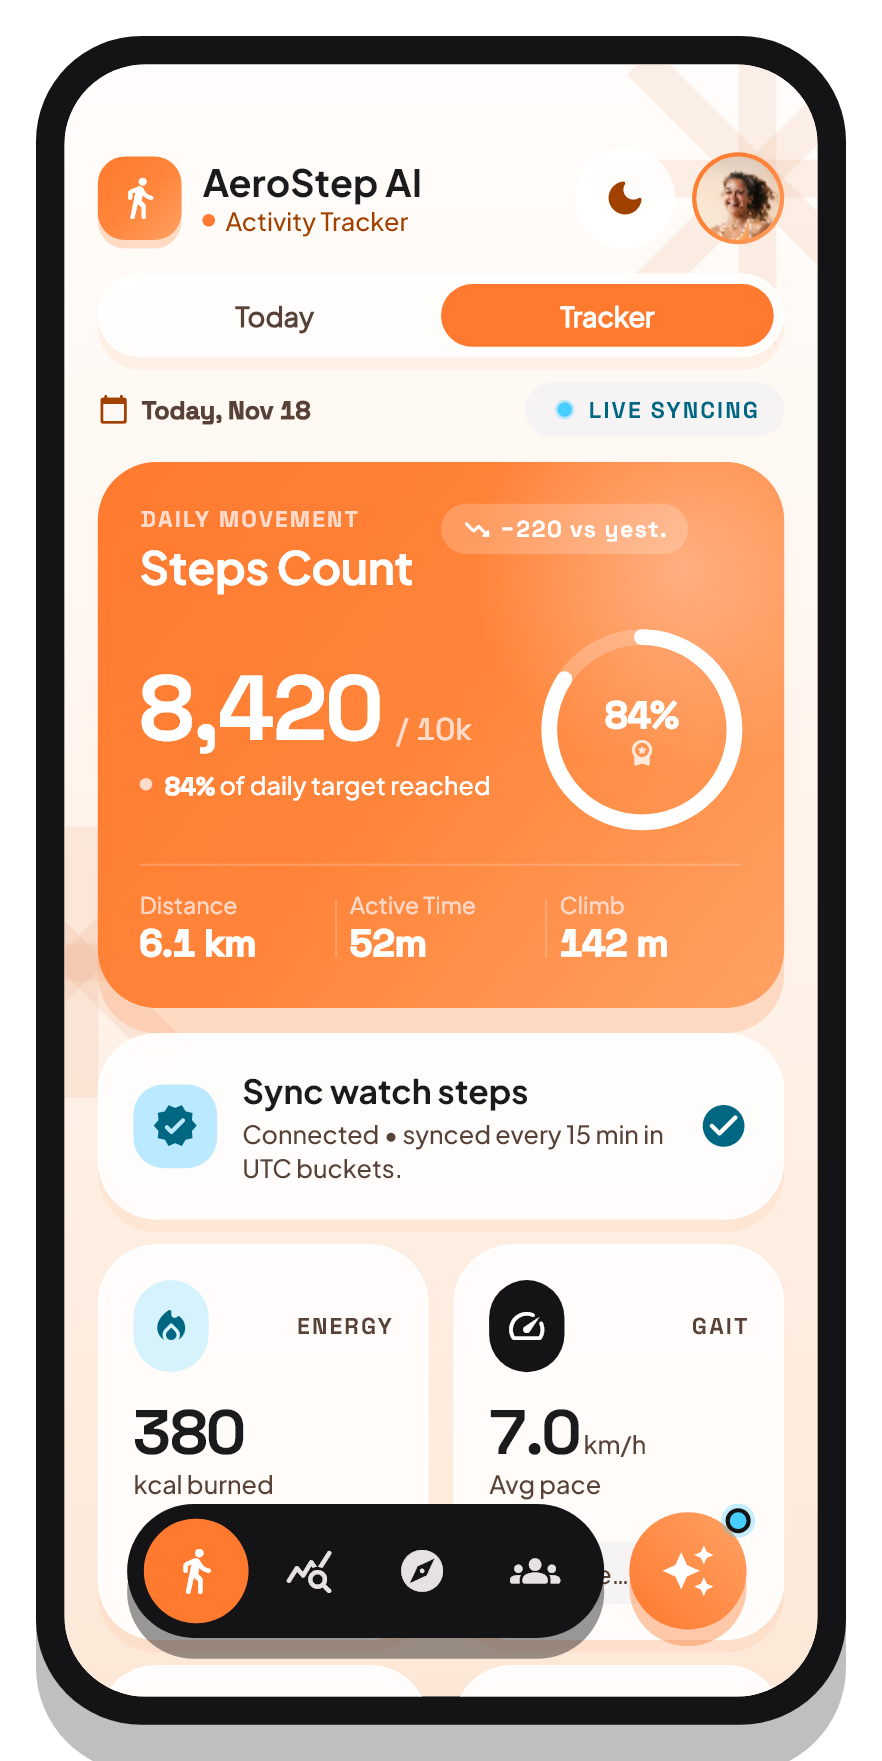 AeroStep AI
Activity Tracker
Today
Tracker
Today, Nov 18
LIVE SYNCING
DAILY MOVEMENT
−220 vs yest.
Steps Count
8,420 / 10k
84%
84% of daily target reached
Distance
Active Time
Climb
6.1 km
52m
142 m
Sync watch steps
Connected • synced every 15 min in
UTC buckets.
ENERGY
GAIT
380
7.0 km/h
kcal burned
Avg pace